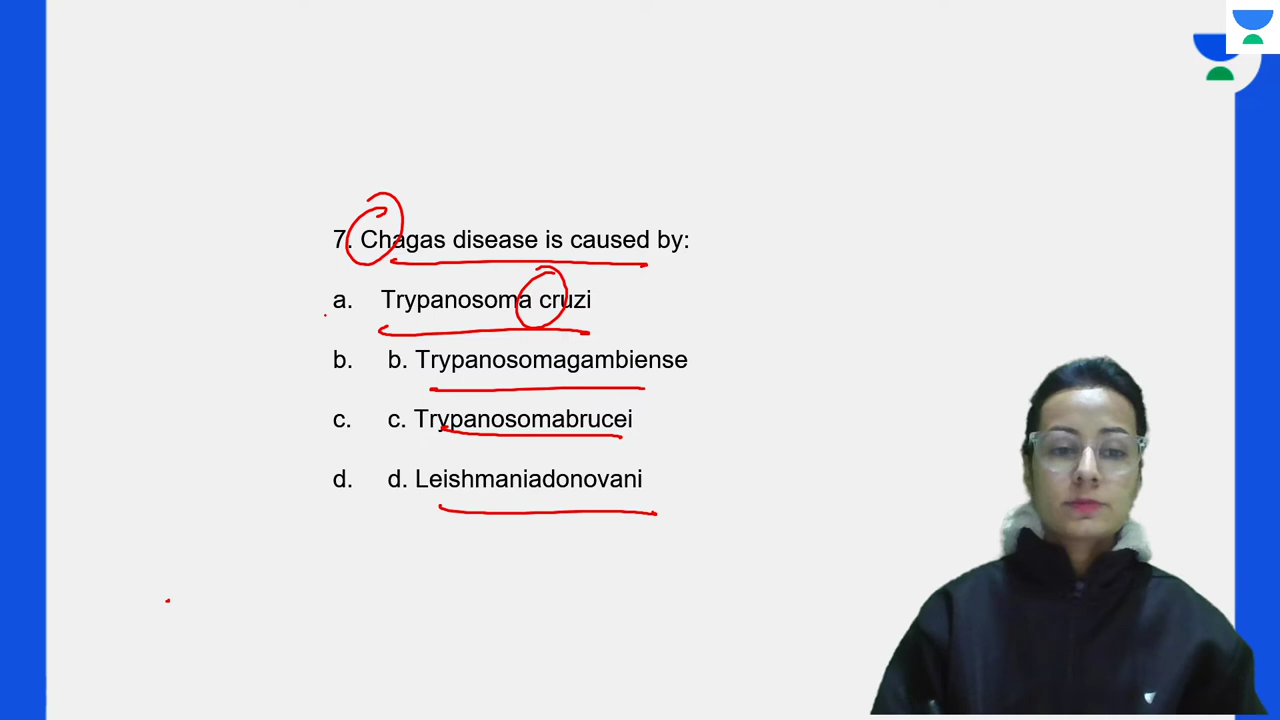 7. Chagas disease is caused by:
a. Trypanosoma cruzi
b. b. Trypanosomagambiense
c. c. Trypanosomabrucei
d. d. Leishmaniadonovani